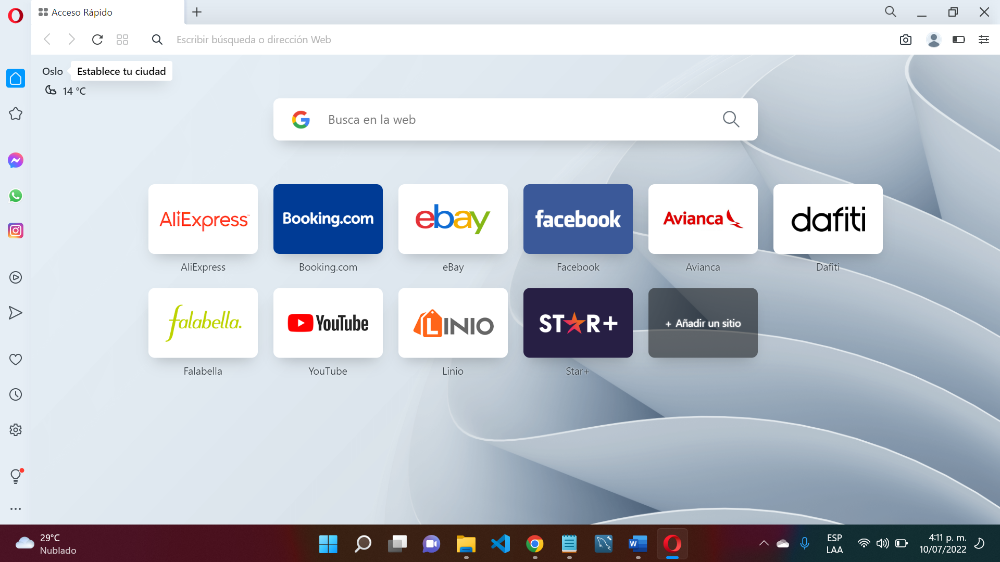 Acceso Rápido
Escribir búsqueda o dirección Web
Oslo
Establece tu ciudad
14 °C
Busca en la web
AliExpress
Booking.com
ebay
facebook
Avianca
dafiti
AliExpress
Booking.com
eBay
Facebook
Avianca
Dafiti
falabella.
YouTube
LINIO
STAR+
+ Añadir un sitio
Falabella
YouTube
Linio
Star+
29°C
Nublado
W
ESP
LAA
4:11 p. m.
10/07/2022